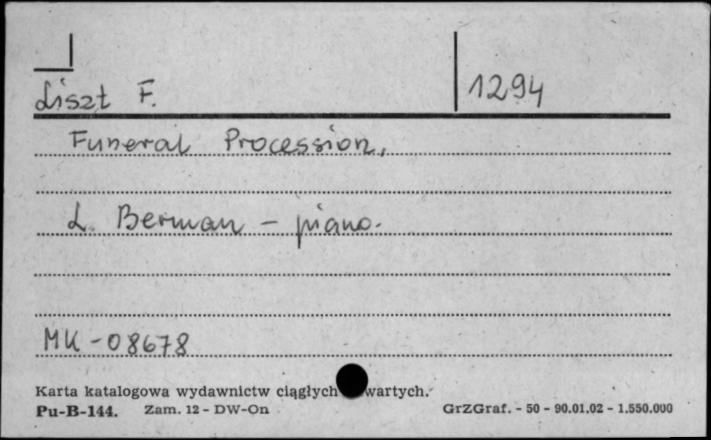 Liszt F. 1294
Funeral Procession,
L. Berman - piano.
MK-08678
Karta katalogowa wydawnictw ciągłych wartych.
Pu-B-144. Zam. 12 - DW-On GrZGraf. - 50 - 90.01.02 - 1.550.000